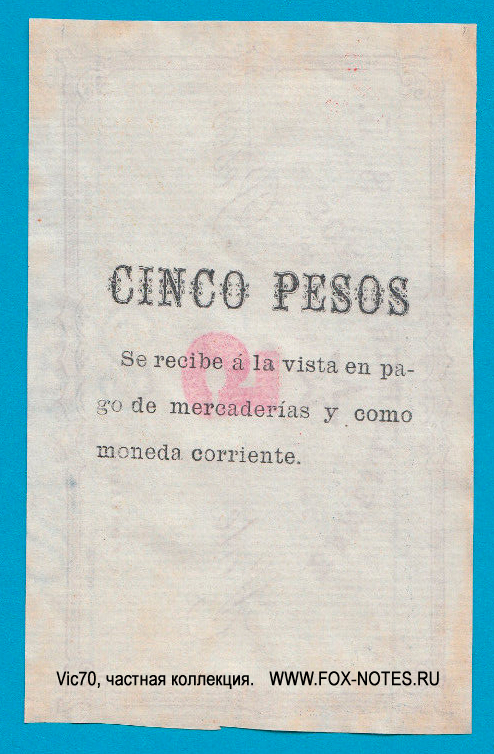 CINCO PESOS
Se recibe á la vista en pa-
go de mercaderías y como
moneda corriente.
Vic70, частная коллекция. WWW.FOX-NOTES.RU